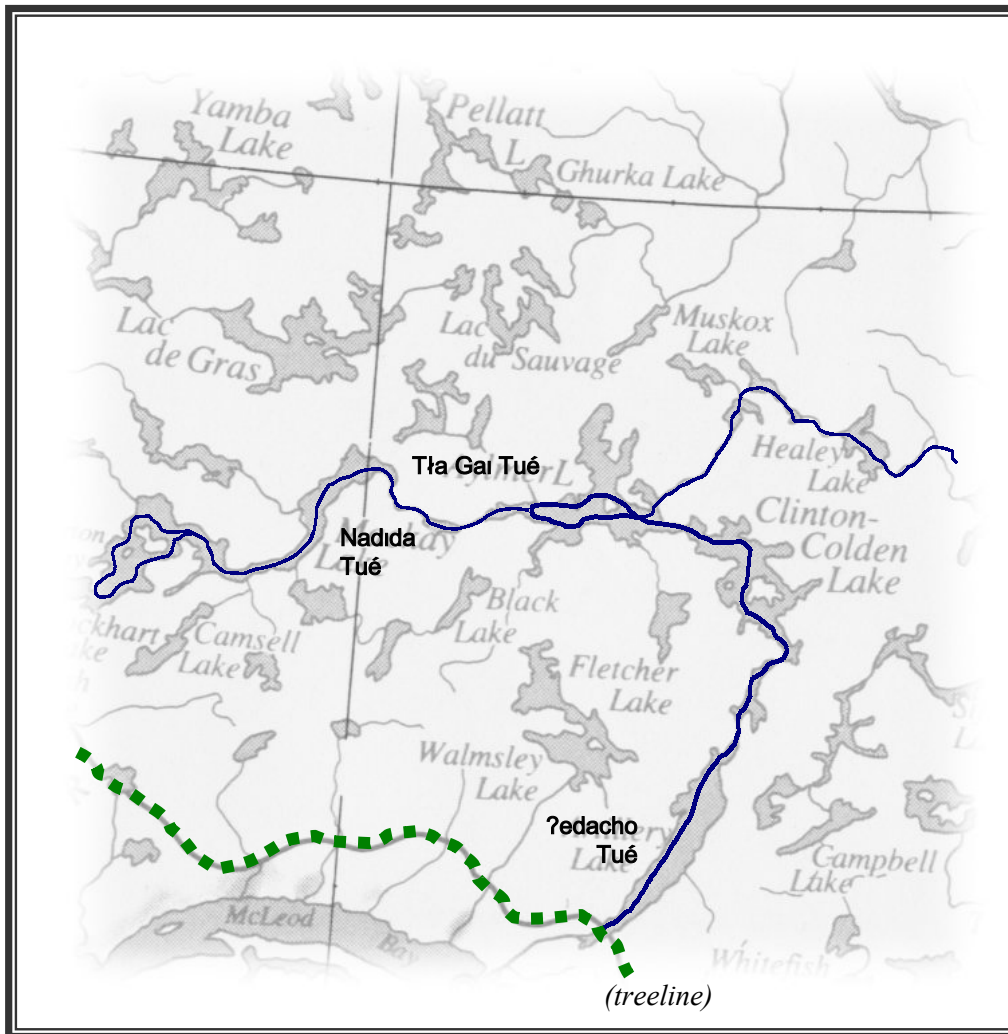 Yamba
Lake
Pellatt
L
Ghurka Lake
Lac
de Gras
Lac
du Sauvage
Muskox
Lake
Tła Gaı Tué
L
Healey
Lake
Nadıda
Tué
Clinton-
Colden
Lake
Black
Lake
Camsell
Lake
Fletcher
Lake
Walmsley
Lake
?edacho
Tué
Lake
Campbell
Lake
McLeod
Bay
Whitefish
(treeline)